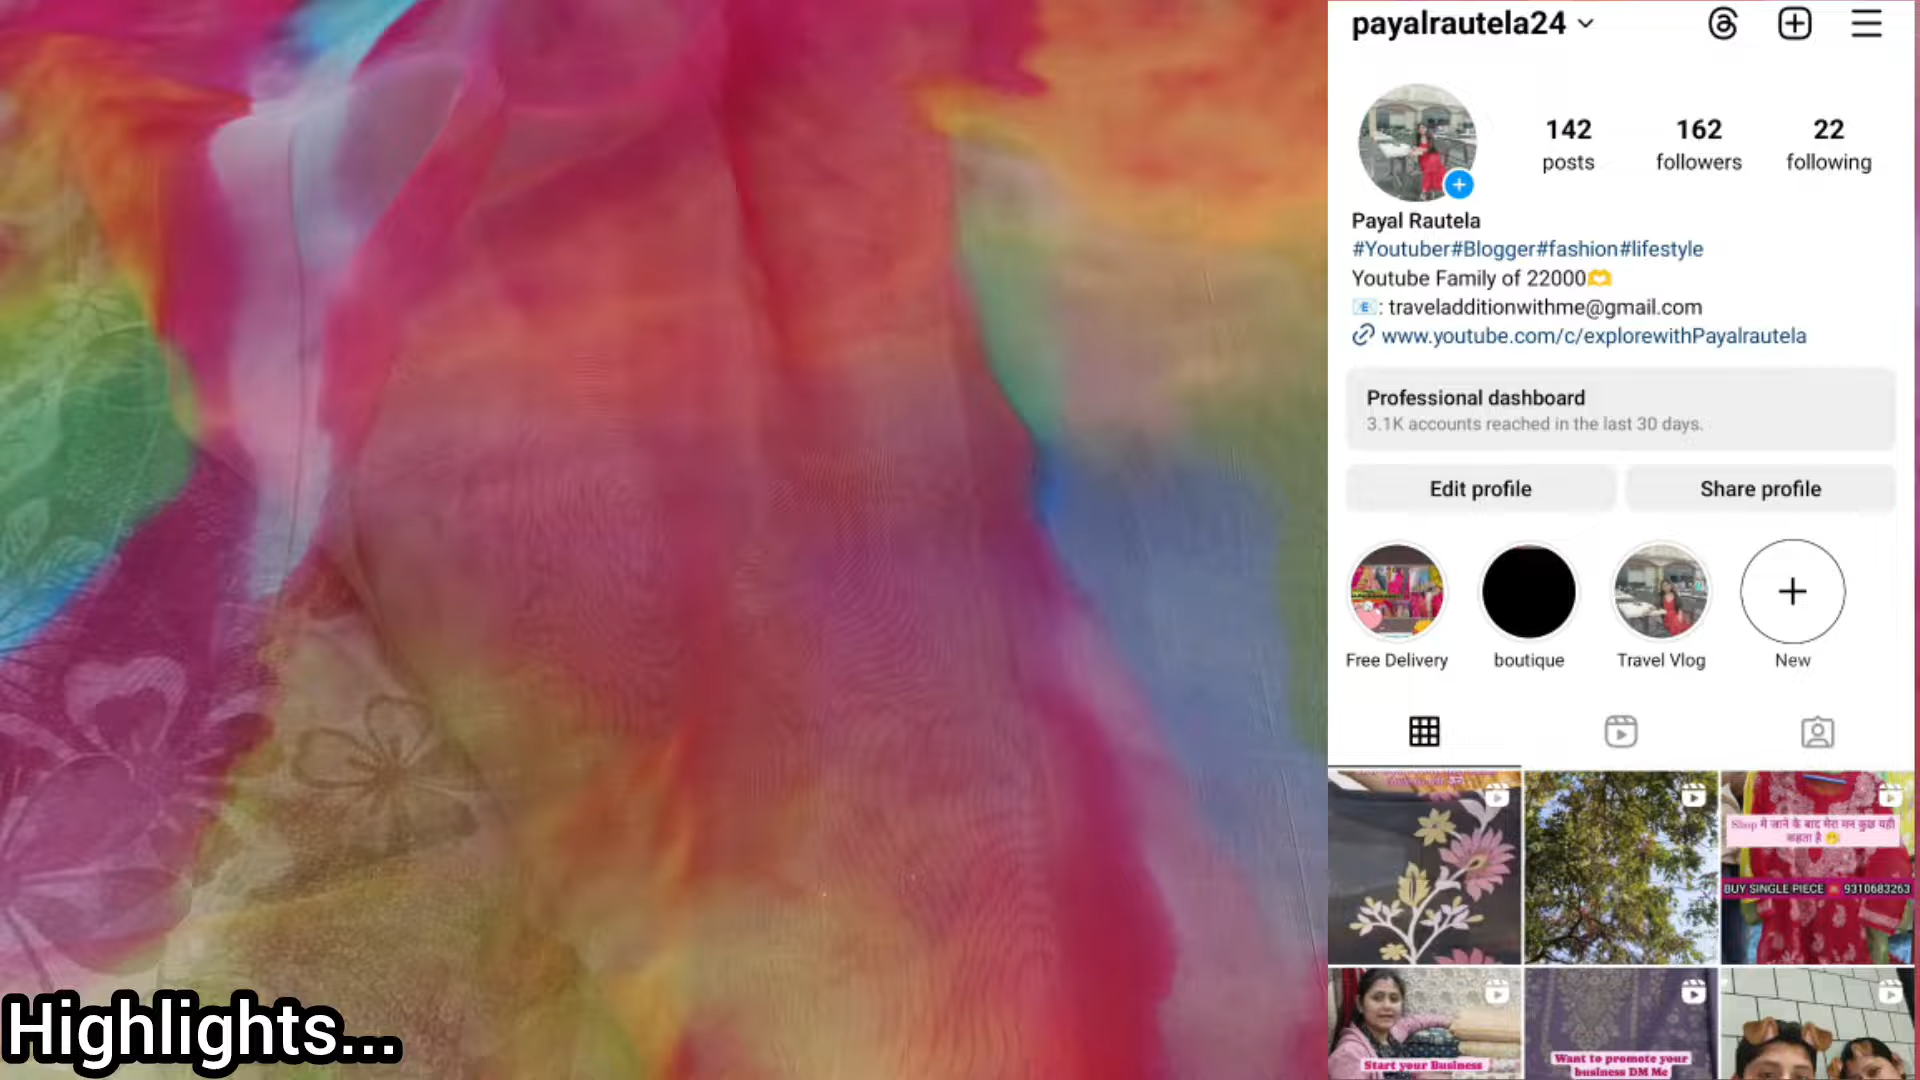 payalrautela24
142
posts
162
followers
22
following
Payal Rautela
#Youtuber#Blogger#fashion#lifestyle
Youtube Family of 22000🫶
📧: traveladditionwithme@gmail.com
www.youtube.com/c/explorewithPayalrautela
Professional dashboard
3.1K accounts reached in the last 30 days.
Edit profile
Share profile
Free Delivery
boutique
Travel Vlog
New
Shop मे जाने के बाद मेरा मन कुछ यही
कहता है
BUY SINGLE PIECE 9310683263
Start your Business
Want to promote your
business DM Me
Highlights...